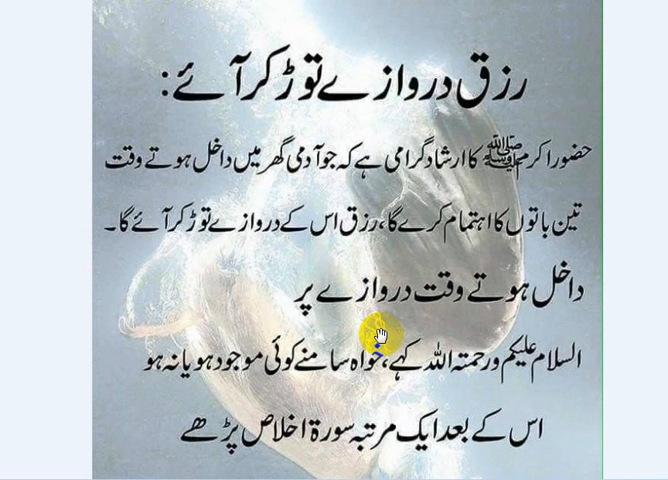 رزق دروازے توڑ کر آئے:
حضور اکرم ﷺ کا ارشاد گرامی ہے کہ جو آدمی گھر میں داخل ہوتے وقت
تین باتوں کا اہتمام کرے گا، رزق اس کے دروازے توڑ کر آئے گا۔
داخل ہوتے وقت دروازے پر
السلام علیکم ورحمتہ اللہ کہے، خواہ سامنے کوئی موجود ہو یا نہ ہو
اس کے بعد ایک مرتبہ سورۃ اخلاص پڑھے